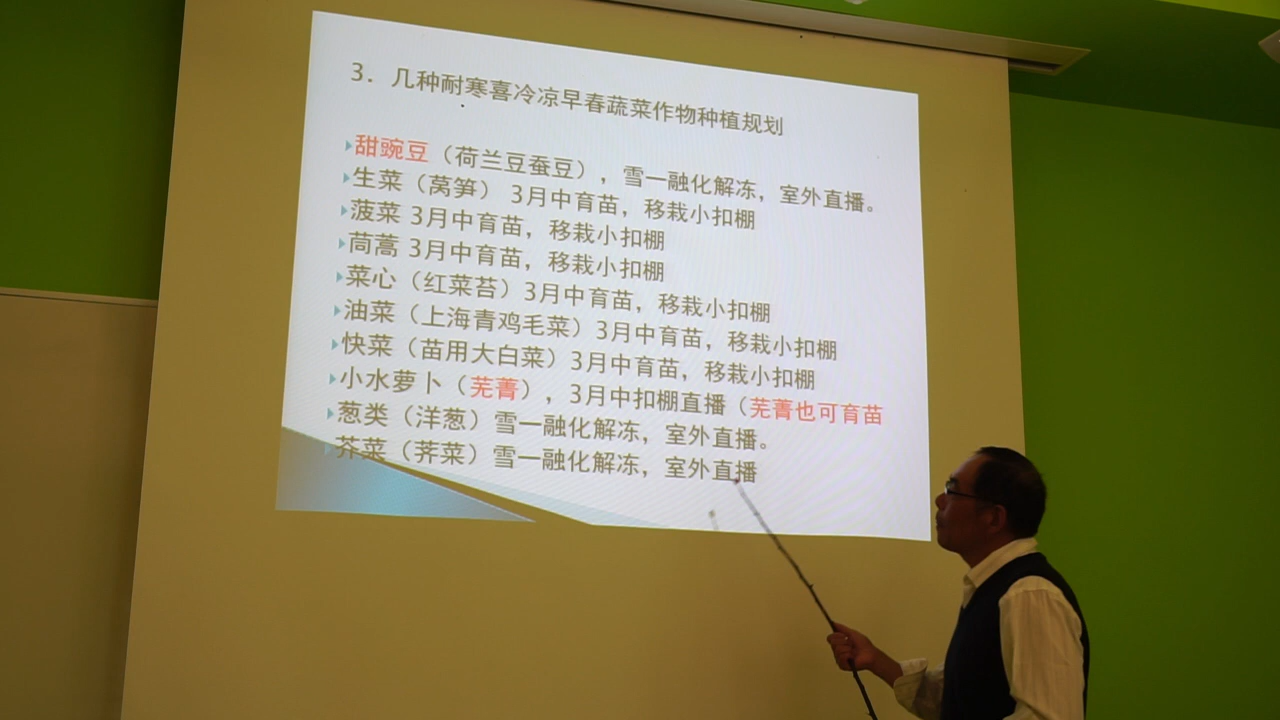 3．几种耐寒喜冷凉早春蔬菜作物种植规划
甜豌豆（荷兰豆蚕豆），雪一融化解冻，室外直播。
生菜（莴笋） 3月中育苗，移栽小扣棚
菠菜 3月中育苗，移栽小扣棚
茼蒿 3月中育苗，移栽小扣棚
菜心（红菜苔）3月中育苗，移栽小扣棚
油菜（上海青鸡毛菜）3月中育苗，移栽小扣棚
快菜（苗用大白菜）3月中育苗，移栽小扣棚
小水萝卜（芜菁），3月中扣棚直播（芜菁也可育苗
葱类（洋葱）雪一融化解冻，室外直播。
芥菜（荠菜）雪一融化解冻，室外直播